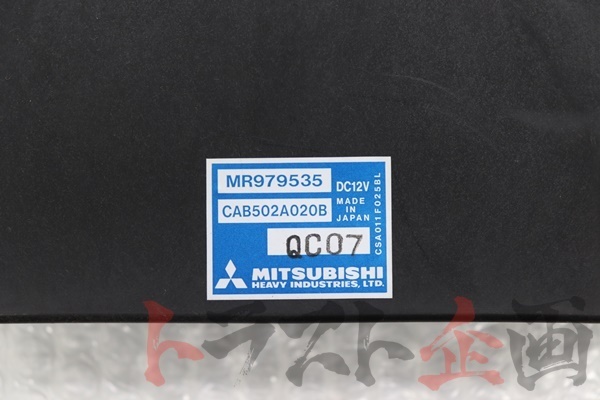 MR979535
DC12V
CAB502A020B
MADE
IN
JAPAN
QC07
MITSUBISHI
HEAVY INDUSTRIES, LTD.
CSA011F025BL
トラスト企画